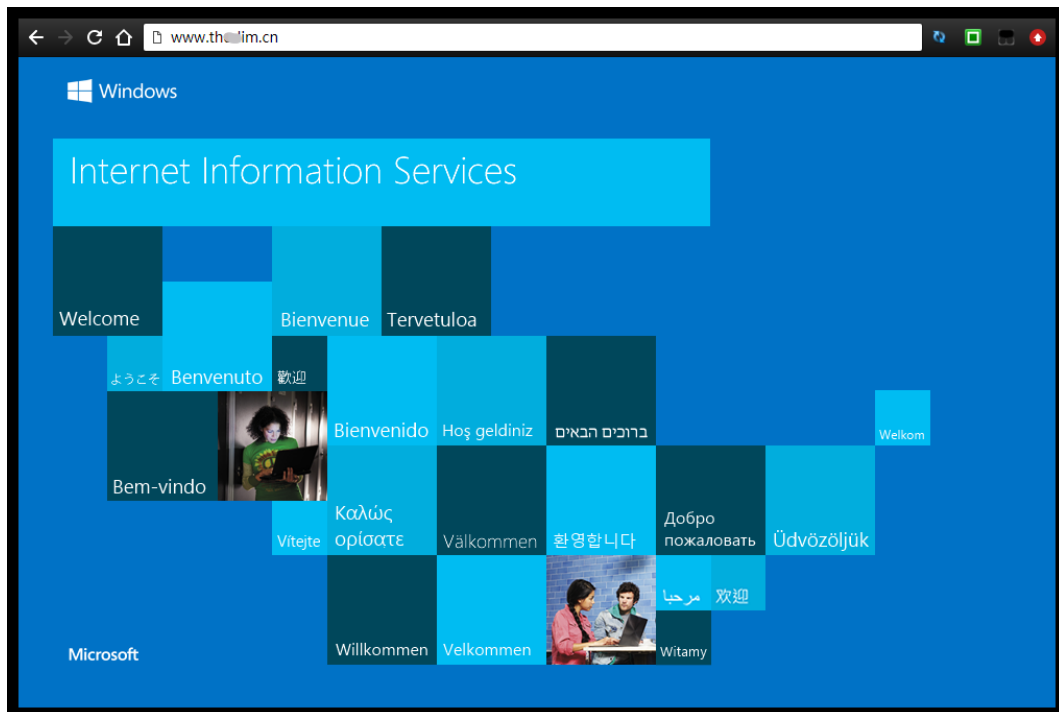 Windows
Internet Information Services
Welcome
Bienvenue
Tervetuloa
ようこそ
Benvenuto
歡迎
Bienvenido
Hoş geldiniz
ברוכים הבאים
Welkom
Bem-vindo
Vítejte
Καλώς
ορίσατε
Välkommen
환영합니다
Добро
пожаловать
Üdvözöljük
مرحبا
欢迎
Microsoft
Willkommen
Velkommen
Witamy